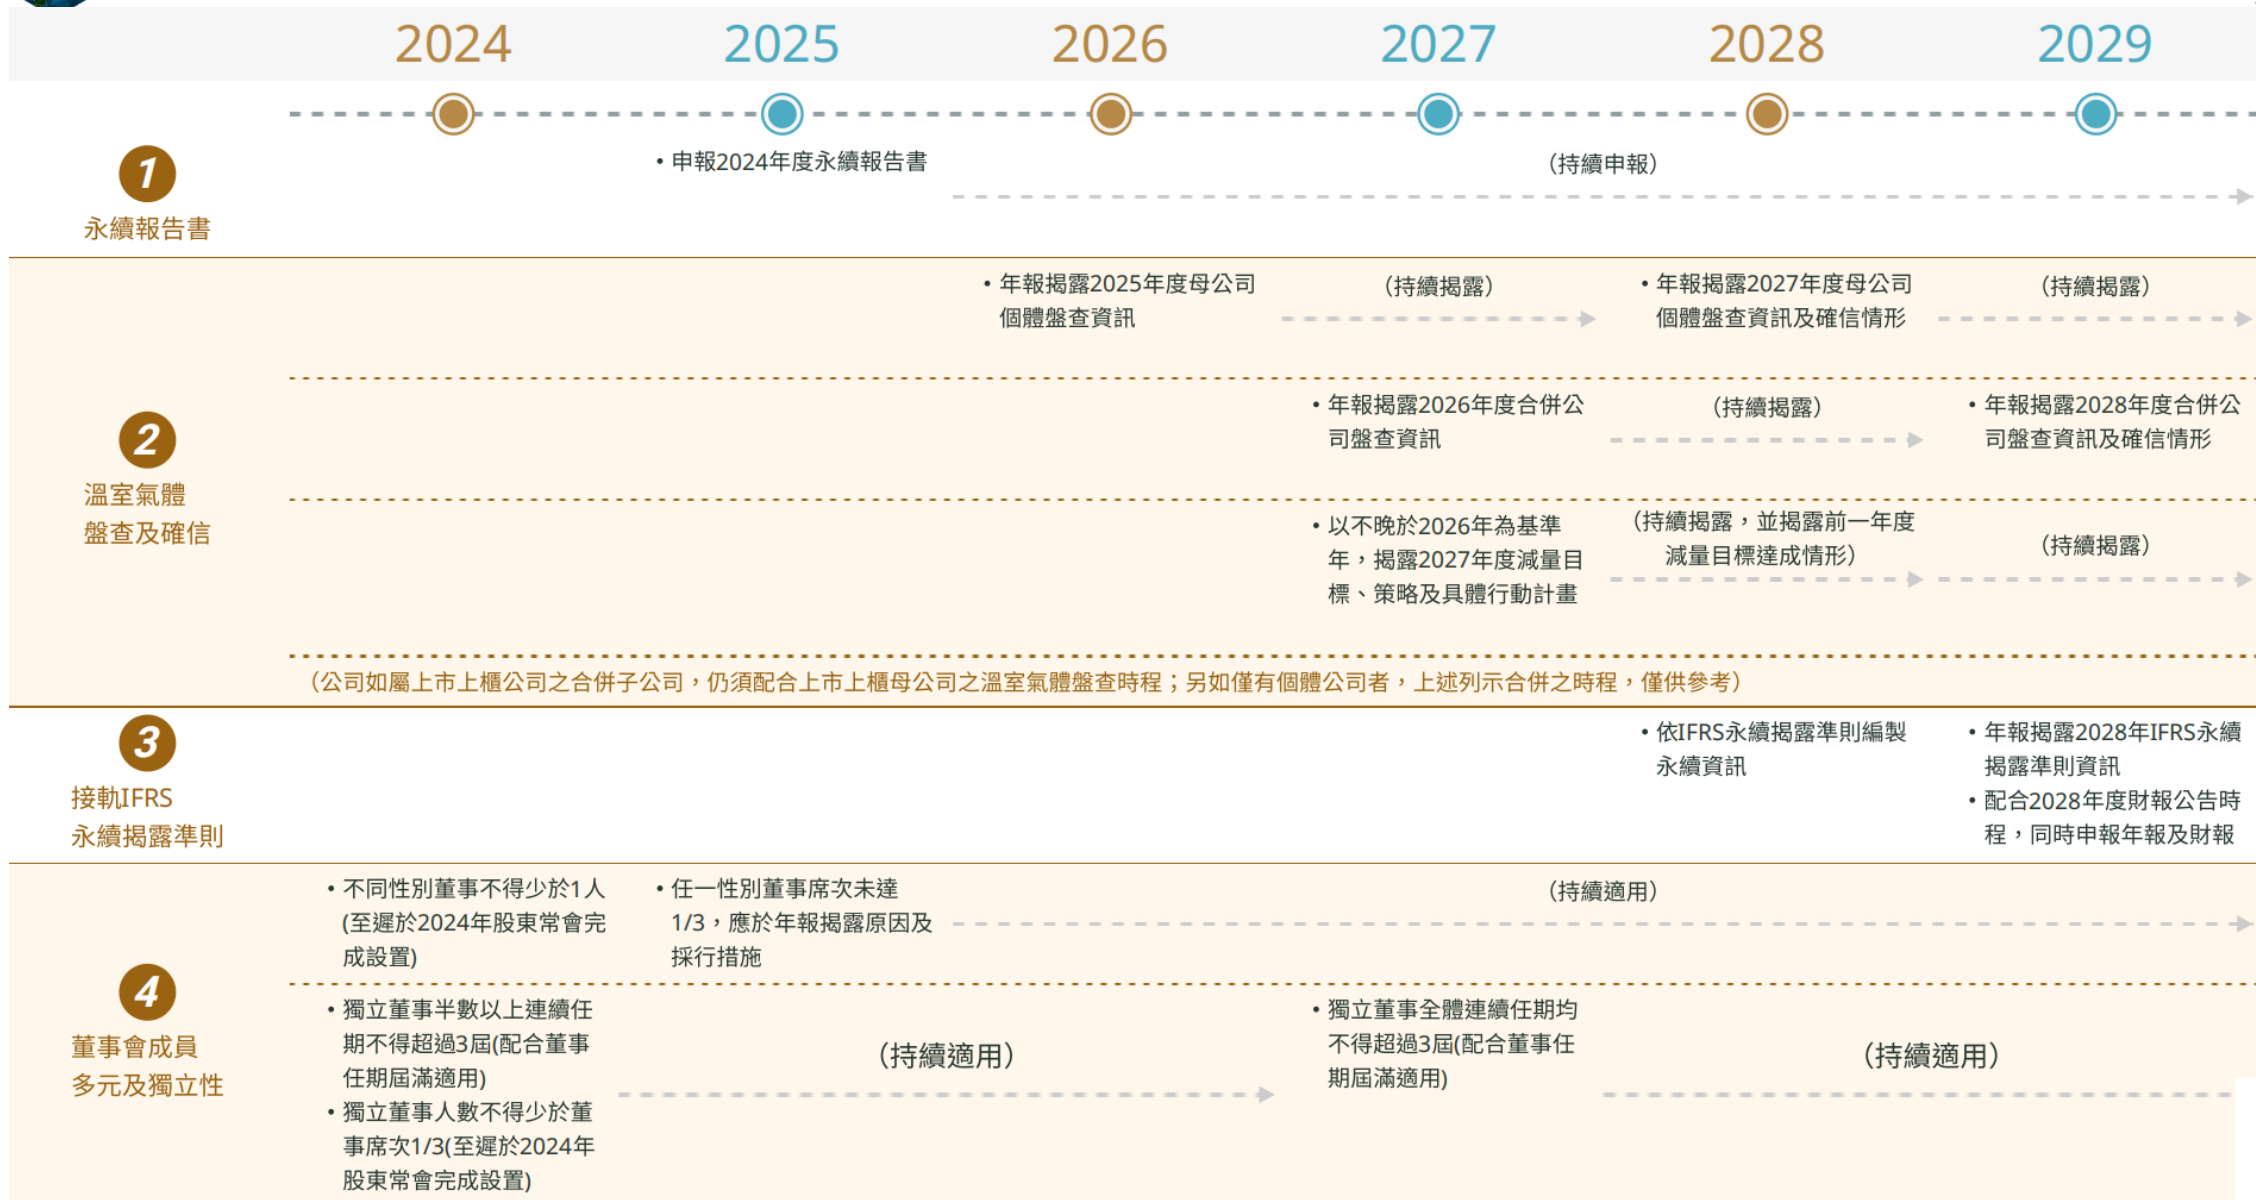 2024
2025
2026
2027
2028
2029
1
永續報告書
• 申報2024年度永續報告書
（持續申報）
2
溫室氣體
盤查及確信
• 年報揭露2025年度母公司
個體盤查資訊
（持續揭露）
• 年報揭露2027年度母公司
個體盤查資訊及確信情形
（持續揭露）
• 年報揭露2026年度合併公
司盤查資訊
（持續揭露）
• 年報揭露2028年度合併公
司盤查資訊及確信情形
• 以不晚於2026年為基準
年，揭露2027年度減量目
標、策略及具體行動計畫
（持續揭露，並揭露前一年度
減量目標達成情形）
（持續揭露）
（公司如屬上市上櫃公司之合併子公司，仍須配合上市上櫃母公司之溫室氣體盤查時程；另如僅有個體公司者，上述列示合併之時程，僅供參考）
3
接軌IFRS
永續揭露準則
• 依IFRS永續揭露準則編製
永續資訊
• 年報揭露2028年IFRS永續
揭露準則資訊
• 配合2028年度財報公告時
程，同時申報年報及財報
4
董事會成員
多元及獨立性
• 不同性別董事不得少於1人
(至遲於2024年股東常會完
成設置)
• 任一性別董事席次未達
1/3，應於年報揭露原因及
採行措施
（持續適用）
• 獨立董事半數以上連續任
期不得超過3屆(配合董事
任期屆滿適用)
• 獨立董事人數不得少於董
事席次1/3(至遲於2024年
股東常會完成設置)
（持續適用）
• 獨立董事全體連續任期均
不得超過3屆(配合董事任
期屆滿適用)
（持續適用）